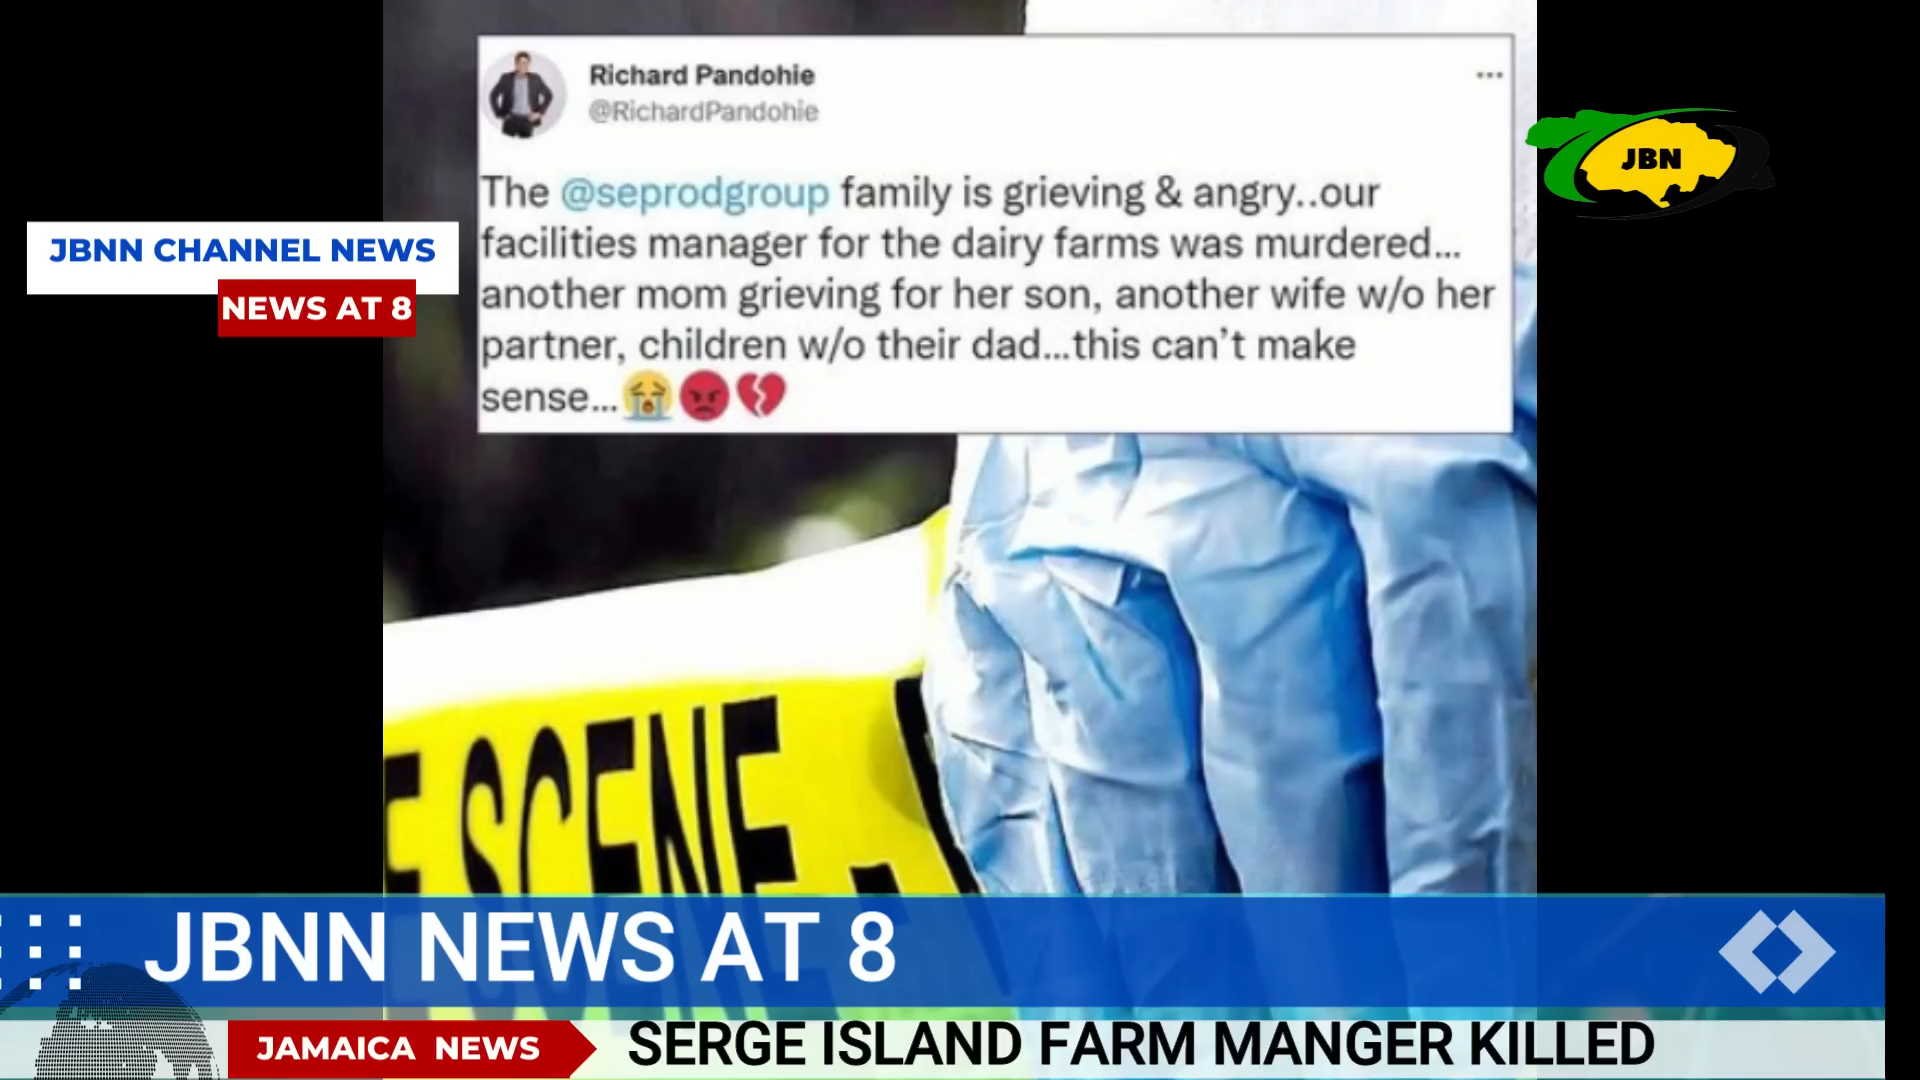 Richard Pandohie
@RichardPandohie
The @seprodgroup family is grieving & angry..our
facilities manager for the dairy farms was murdered...
another mom grieving for her son, another wife w/o her
partner, children w/o their dad...this can't make
sense...😭😡💔
JBN
JBNN CHANNEL NEWS
NEWS AT 8
E SCENE -
JBNN NEWS AT 8
JAMAICA NEWS
SERGE ISLAND FARM MANGER KILLED